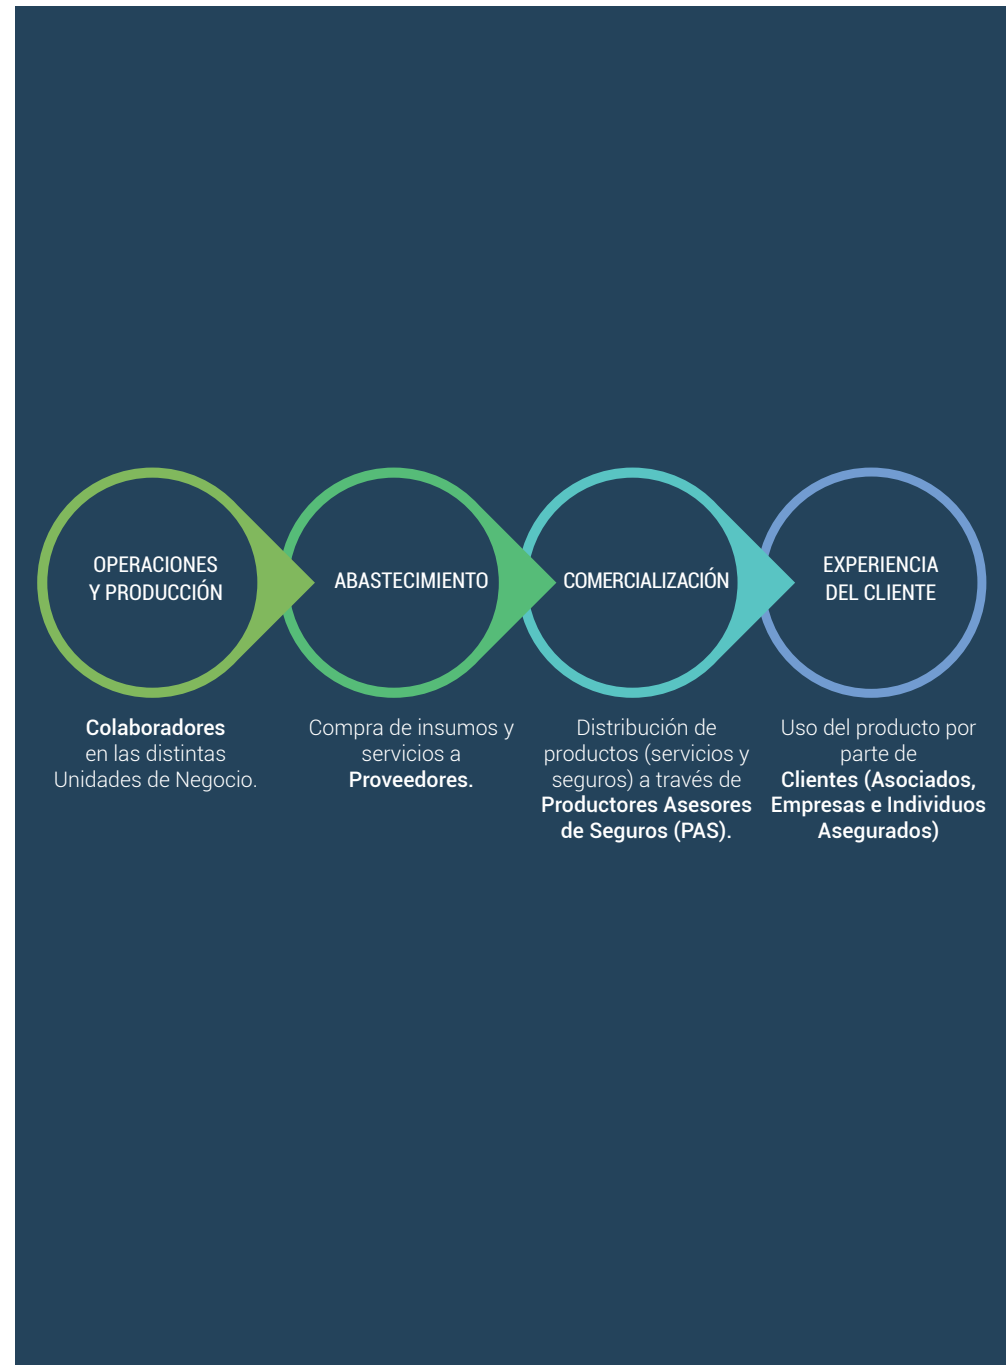 OPERACIONES
Y PRODUCCIÓN
Colaboradores
en las distintas
Unidades de Negocio.
ABASTECIMIENTO
Compra de insumos y
servicios a
Proveedores.
COMERCIALIZACIÓN
Distribución de
productos (servicios y
seguros) a través de
Productores Asesores
de Seguros (PAS).
EXPERIENCIA
DEL CLIENTE
Uso del producto por
parte de
Clientes (Asociados,
Empresas e Individuos
Asegurados)